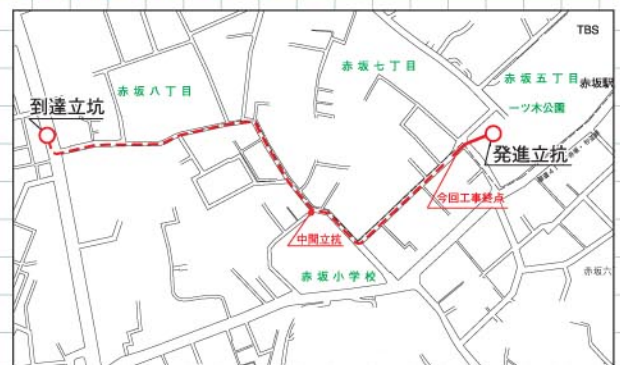 TBS
赤坂七丁目
赤坂五丁目
赤坂駅
赤坂八丁目
到達立坑
一ツ木公園
発進立抗
今回工事終点
中間立抗
赤坂小学校
赤坂六